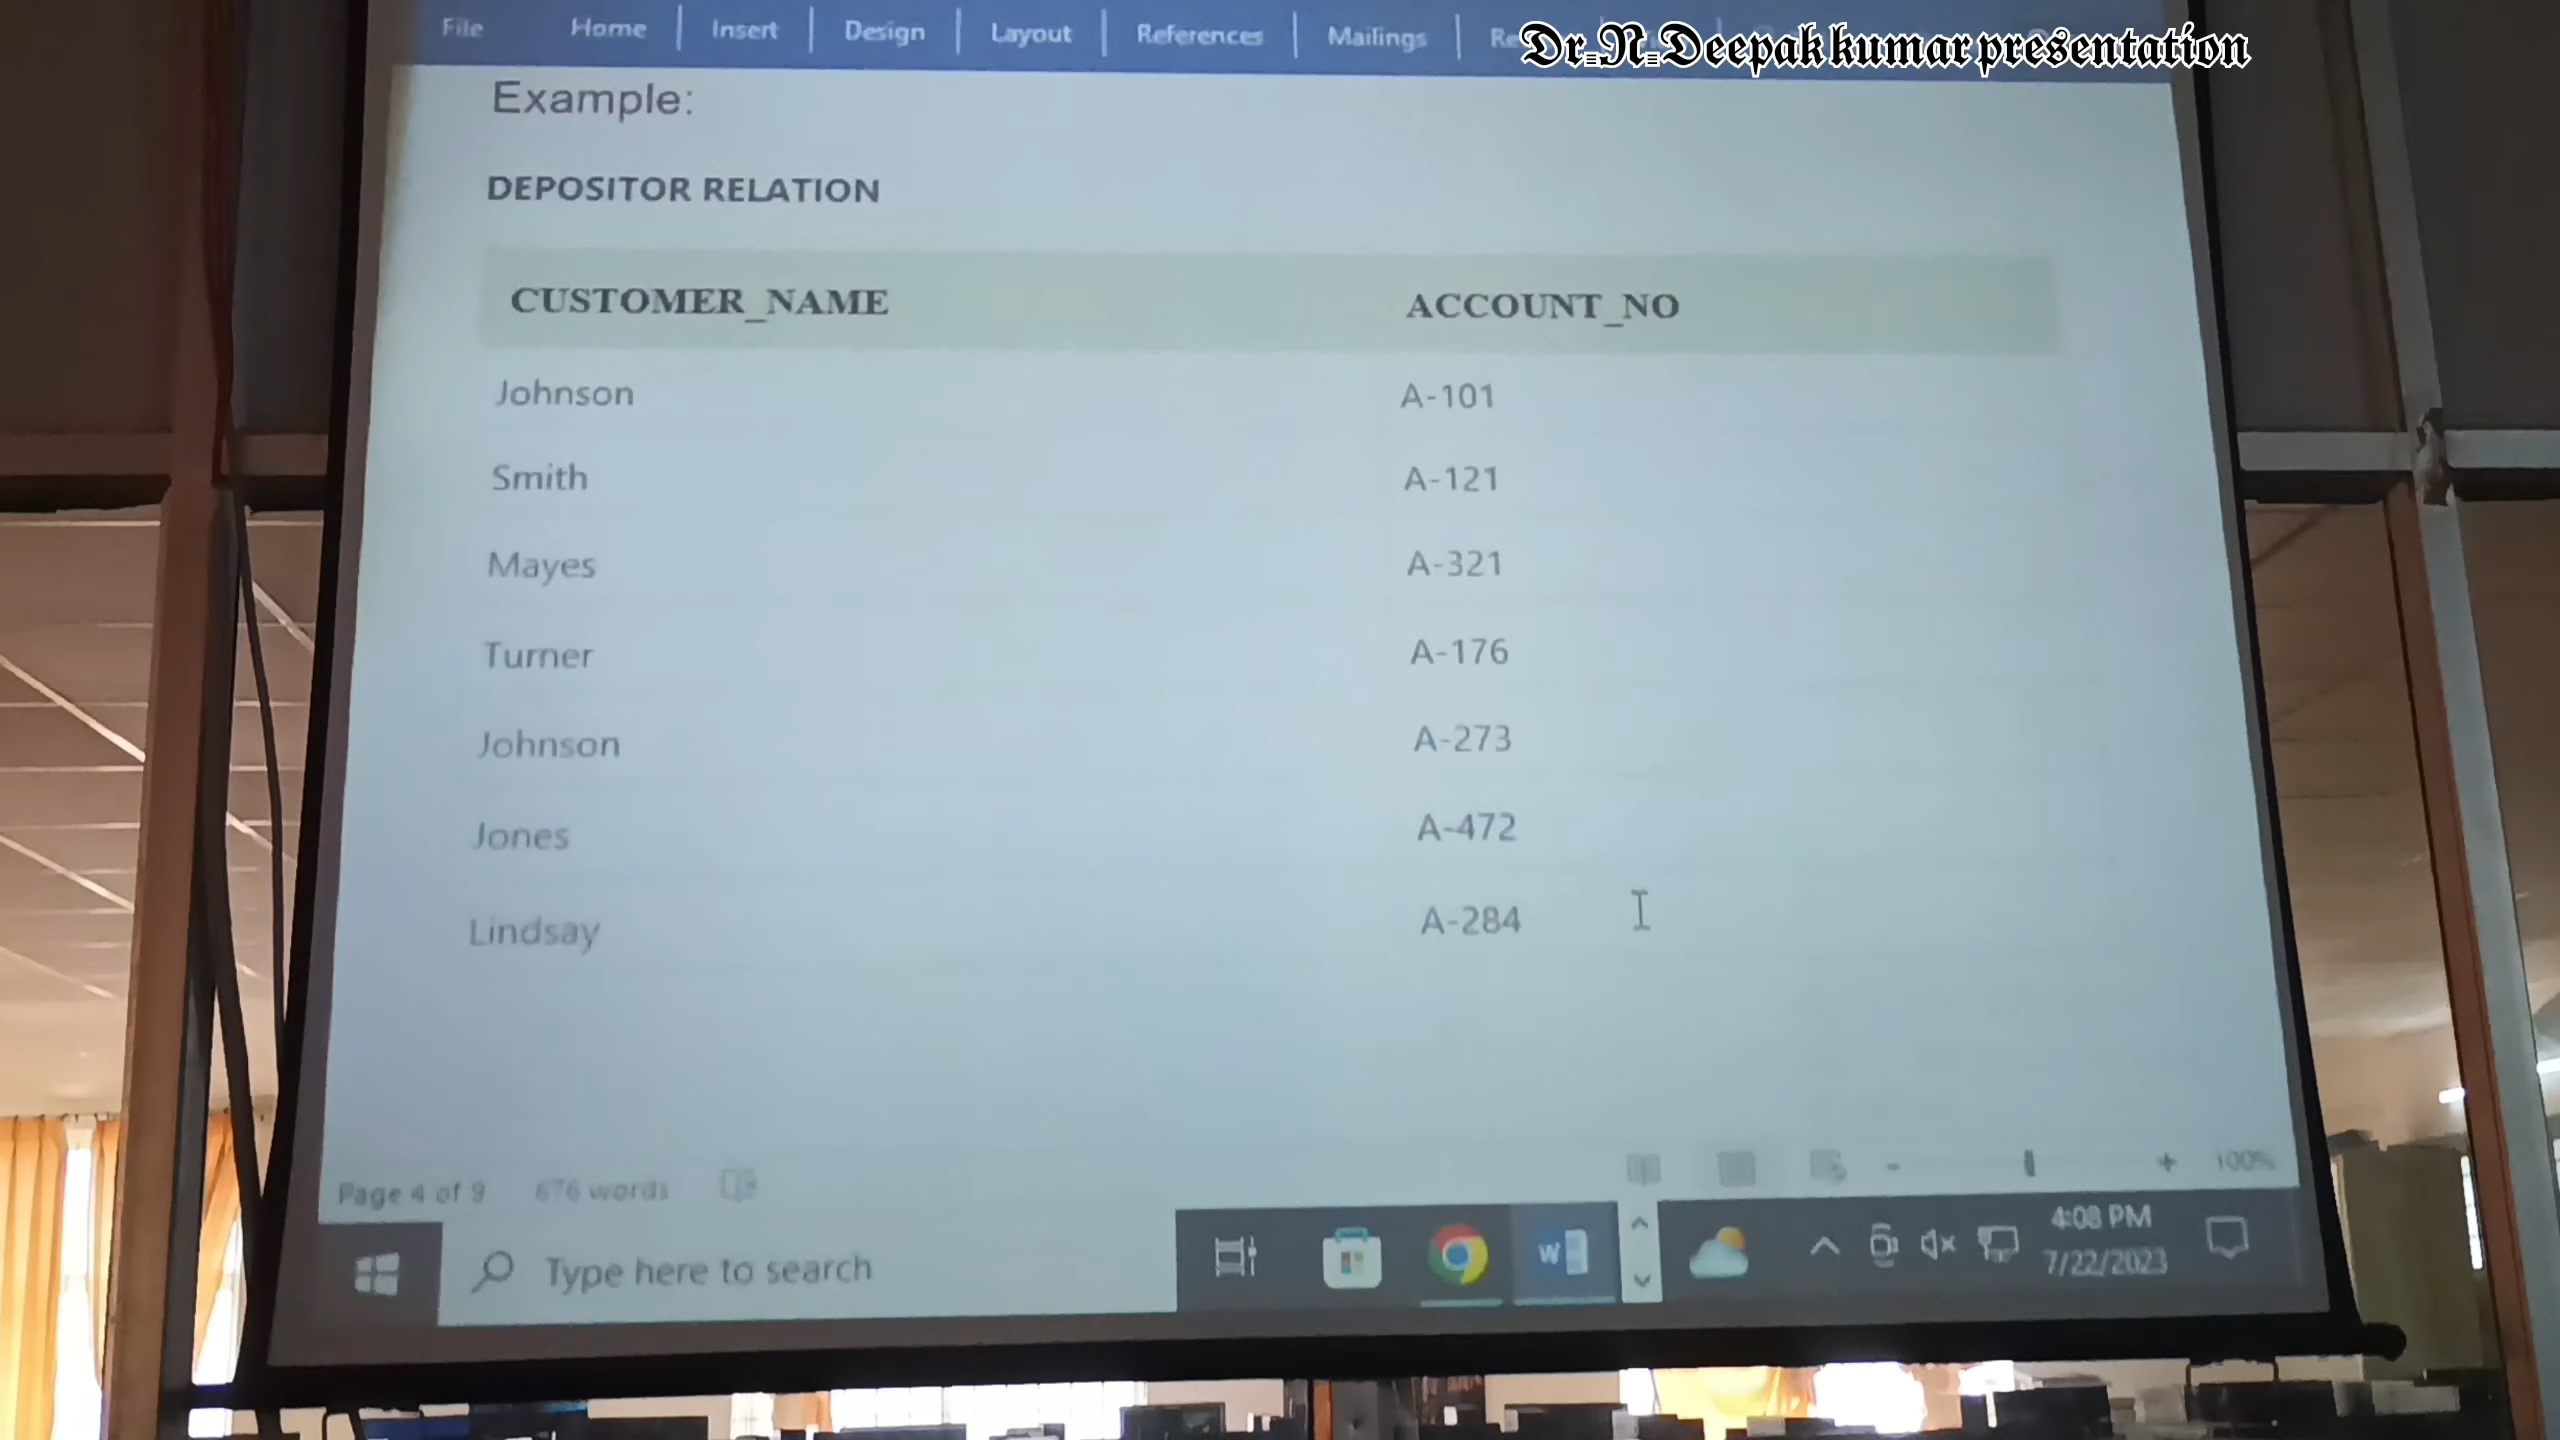 File Home Insert Design Layout References Mailings
Dr.N.Deepak kumar presentation
Example:
DEPOSITOR RELATION
CUSTOMER_NAME ACCOUNT_NO
Johnson A-101
Smith A-121
Mayes A-321
Turner A-176
Johnson A-273
Jones A-472
Lindsay A-284
Page 4 of 9 676 words 100%
Type here to search
4:08 PM
7/22/2023